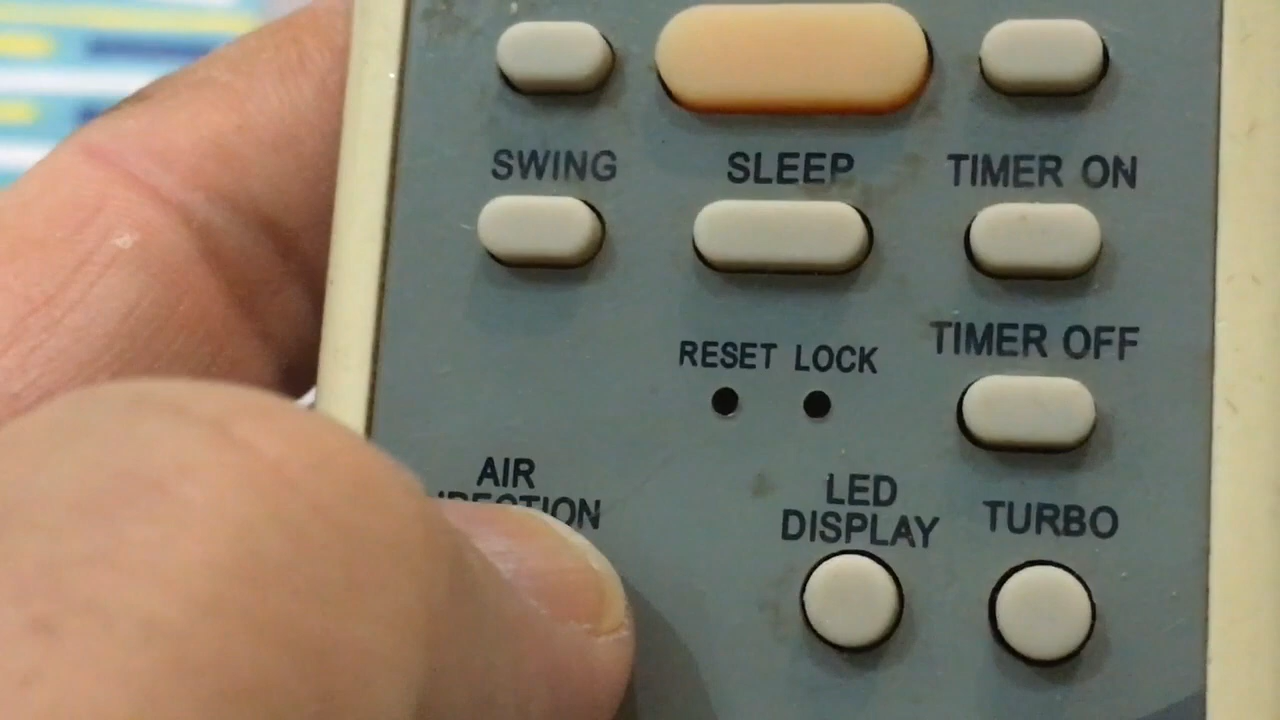 SWING
SLEEP
TIMER ON
RESET
LOCK
TIMER OFF
AIR
LED
DISPLAY
TURBO